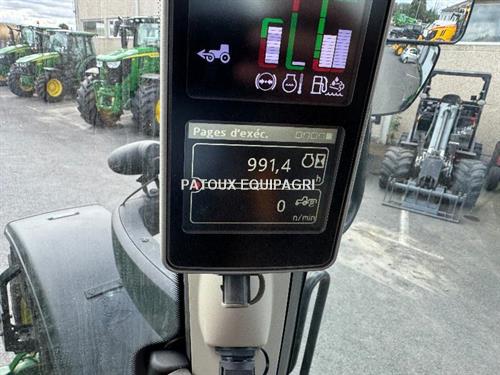 Pages d'exéc.
991,4
h
PATOUX EQUIPAGRI
0
n/min